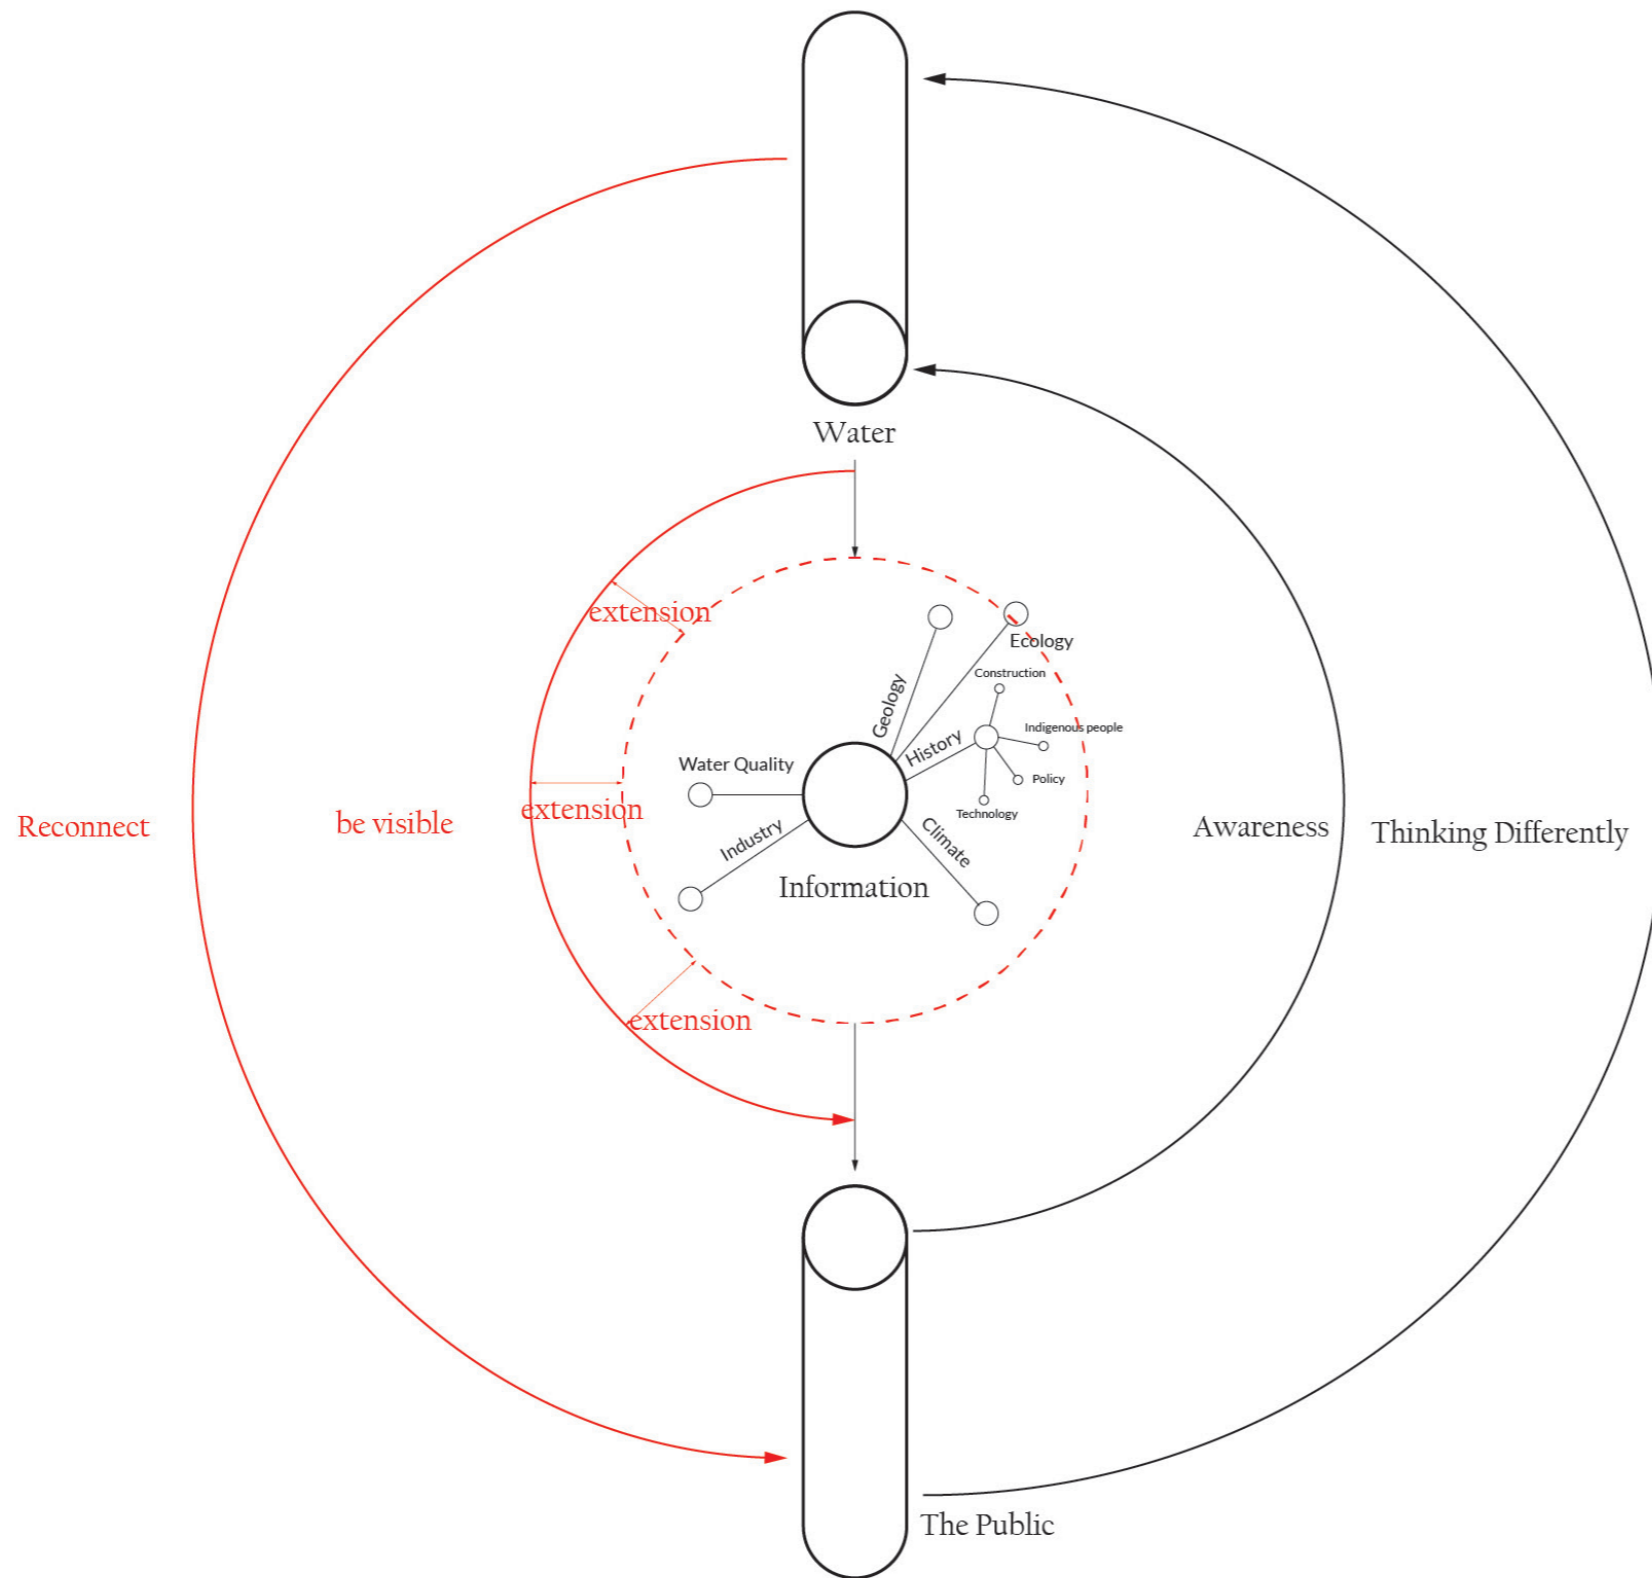 Water
extension
Ecology
Construction
Geology
Indigenous people
History
Water Quality
Policy
Technology
extension
Reconnect
be visible
Industry
Climate
Awareness
Thinking Differently
Information
extension
The Public